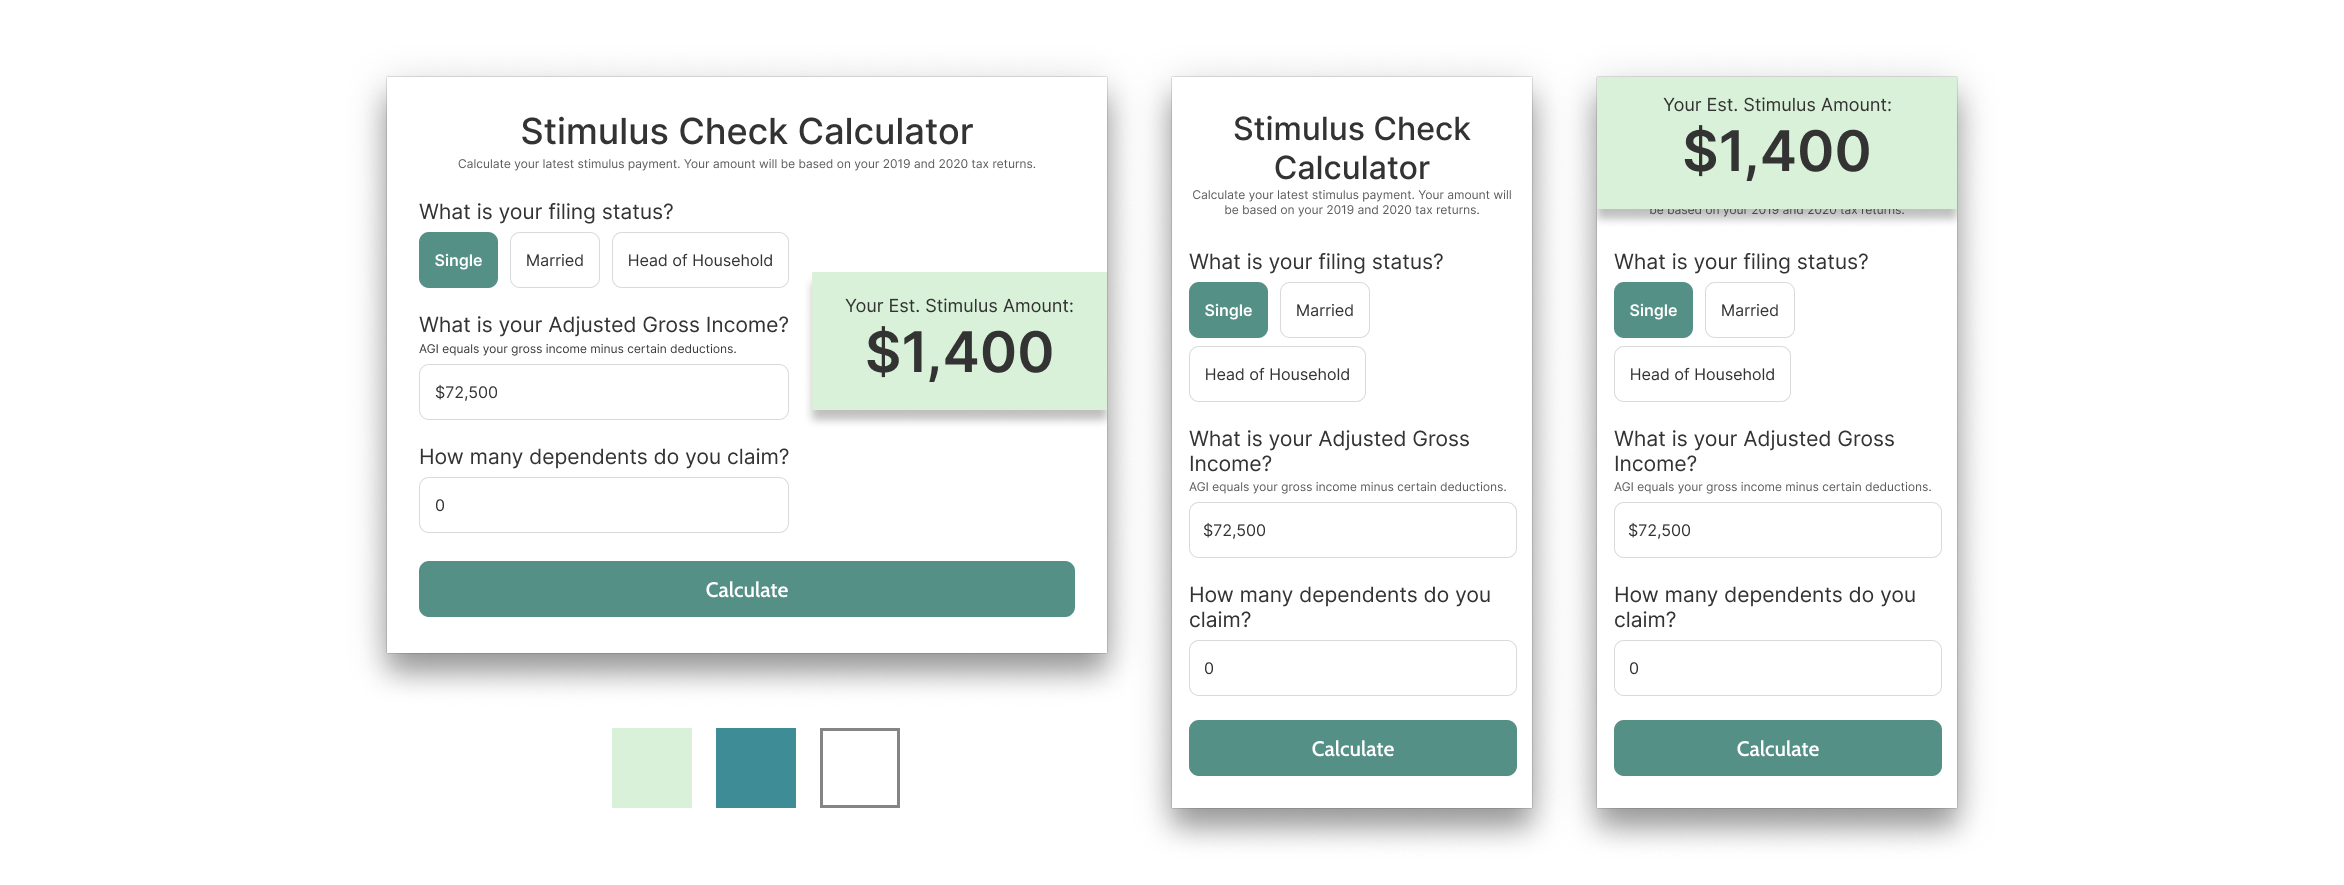 Stimulus Check Calculator
Calculate your latest stimulus payment. Your amount will be based on your 2019 and 2020 tax returns.
What is your filing status?
Single
Married
Head of Household
What is your Adjusted Gross Income?
AGI equals your gross income minus certain deductions.
$72,500
How many dependents do you claim?
0
Your Est. Stimulus Amount:
$1,400
Calculate
Stimulus Check
Calculator
Calculate your latest stimulus payment. Your amount will
be based on your 2019 and 2020 tax returns.
What is your filing status?
Single
Married
Head of Household
What is your Adjusted Gross
Income?
AGI equals your gross income minus certain deductions.
$72,500
How many dependents do you
claim?
0
Calculate
Your Est. Stimulus Amount:
$1,400
be based on your 2019 and 2020 tax returns.
What is your filing status?
Single
Married
Head of Household
What is your Adjusted Gross
Income?
AGI equals your gross income minus certain deductions.
$72,500
How many dependents do you
claim?
0
Calculate